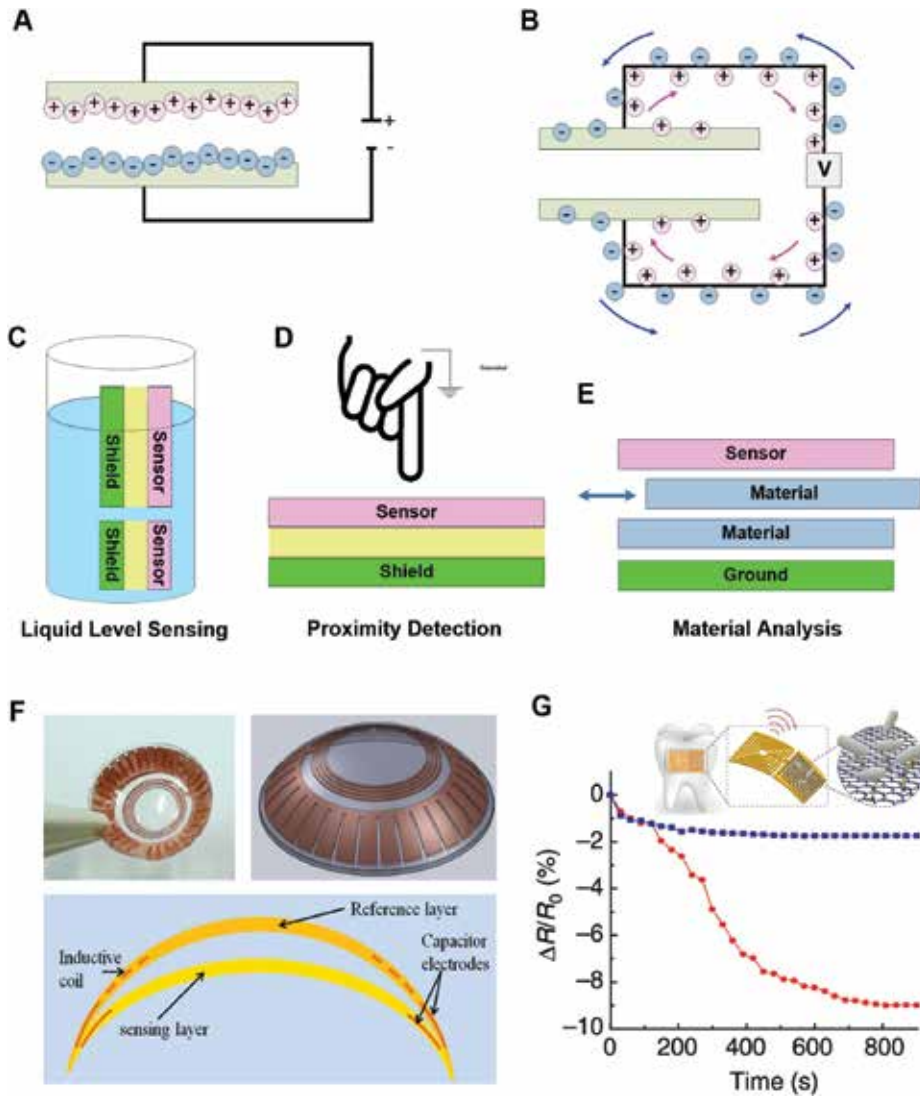 A
+
-
B
V
C
Shield
Sensor
Shield
Sensor
Liquid Level Sensing
D
Sensor
Shield
Proximity Detection
E
Sensor
Material
Material
Ground
Material Analysis
F
Reference layer
Inductive
coil
Capacitor
electrodes
sensing layer
G
0
−2
−4
−6
−8
−10
ΔR/R0 (%)
0 200 400 600 800
Time (s)